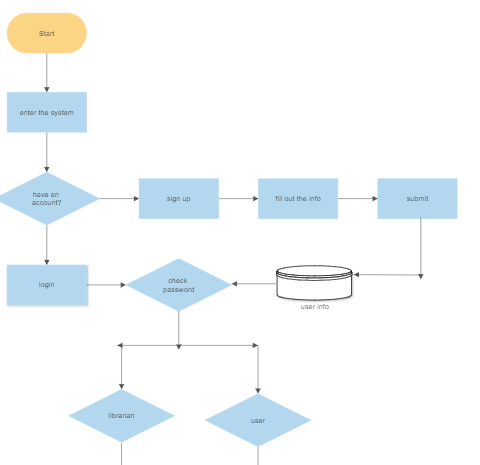 Start
enter the system
have an
account?
sign up
fill out the info
submit
login
check
password
user info
librarian
user